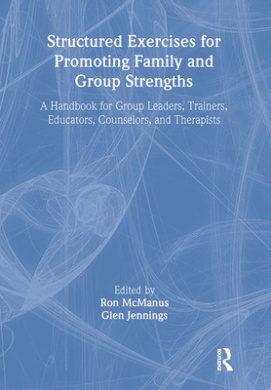 Structured Exercises for
Promoting Family and
Group Strengths
A Handbook for Group Leaders, Trainers,
Educators, Counselors, and Therapists
Edited by
Ron McManus
Glen Jennings
Routledge